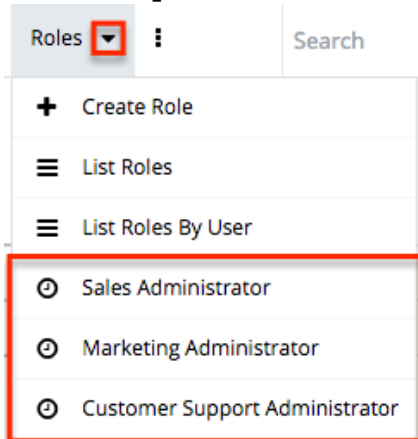 Roles
Search
Create Role
List Roles
List Roles By User
Sales Administrator
Marketing Administrator
Customer Support Administrator